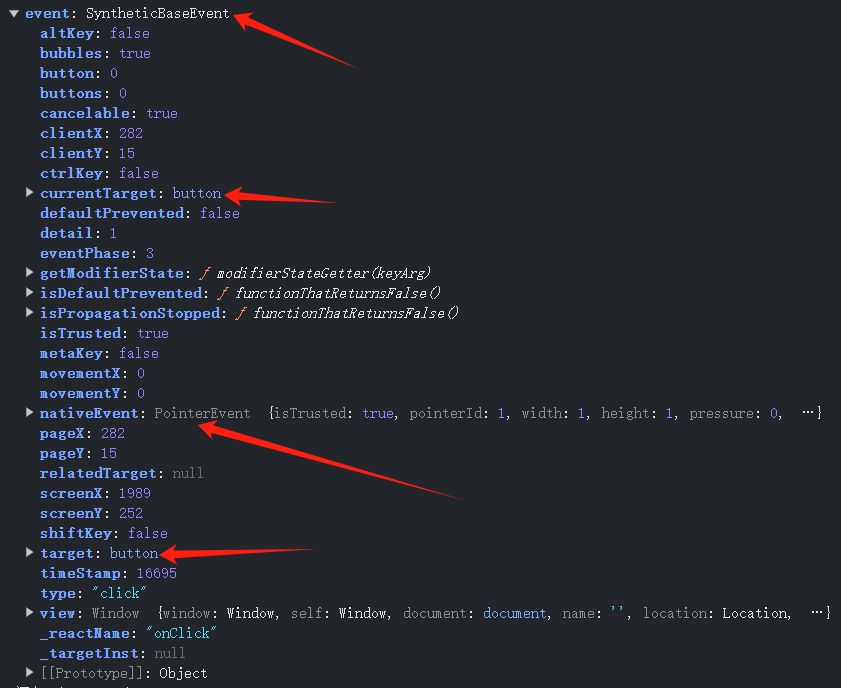 ▼ event: SyntheticBaseEvent
altKey: false
bubbles: true
button: 0
buttons: 0
cancelable: true
clientX: 282
clientY: 15
ctrlKey: false
▶ currentTarget: button
defaultPrevented: false
detail: 1
eventPhase: 3
▶ getModifierState: ƒ modifierStateGetter(keyArg)
▶ isDefaultPrevented: ƒ functionThatReturnsFalse()
▶ isPropagationStopped: ƒ functionThatReturnsFalse()
isTrusted: true
metaKey: false
movementX: 0
movementY: 0
▶ nativeEvent: PointerEvent {isTrusted: true, pointerId: 1, width: 1, height: 1, pressure: 0, …}
pageX: 282
pageY: 15
relatedTarget: null
screenX: 1989
screenY: 252
shiftKey: false
▶ target: button
timeStamp: 16695
type: "click"
▶ view: Window {window: Window, self: Window, document: document, name: '', location: Location, …}
_reactName: "onClick"
_targetInst: null
▶ [[Prototype]]: Object